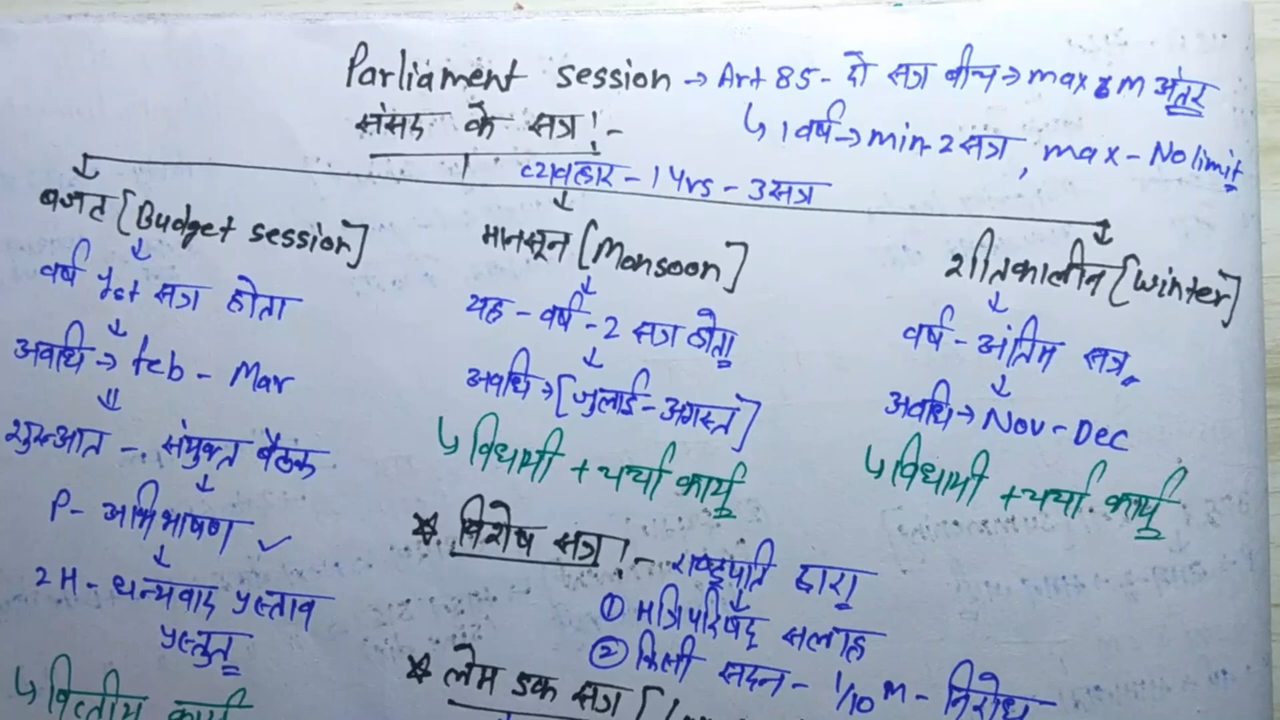 Parliament session → Art 85 - दो सत्र बीच → max 6 m अंतर
संसद के सत्र :-
↳ 1 वर्ष → min 2 सत्र, max - No limit
व्यवहार - 1 Yrs - 3 सत्र
बजट [Budget session]
वर्ष 1st सत्र होता
अवधि → feb - Mar
शुरुआत - संयुक्त बैठक
P - अभिभाषण ✓
2 H - धन्यवाद प्रस्ताव
प्रस्तुत
↳ वित्तीय कार्य
मानसून [Monsoon]
यह - वर्ष - 2 सत्र होता
अवधि → [जुलाई - अगस्त]
↳ विधायी + चर्चा कार्य
शीतकालीन [Winter]
वर्ष - अंतिम सत्र
अवधि → Nov - Dec
↳ विधायी + चर्चा कार्य
* विशेष सत्र :- राष्ट्रपति द्वारा
① मंत्रिपरिषद् सलाह
② किसी सदन - 1/10 m - विरोध
* लेम डक सत्र [